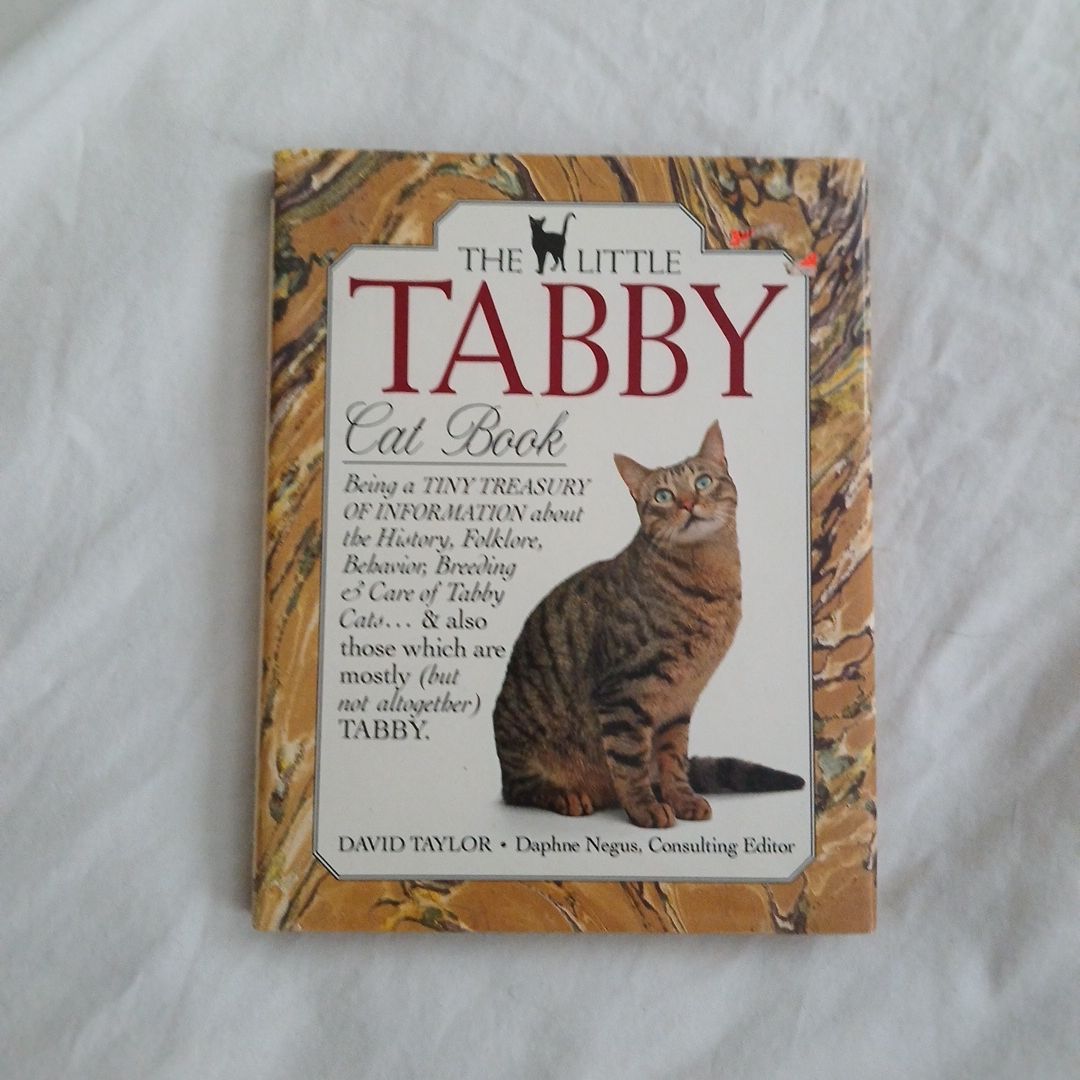 THE LITTLE
TABBY
Cat Book
Being a TINY TREASURY
OF INFORMATION about
the History, Folklore,
Behavior, Breeding
& Care of Tabby
Cats... & also
those which are
mostly (but
not altogether)
TABBY.
DAVID TAYLOR • Daphne Negus, Consulting Editor